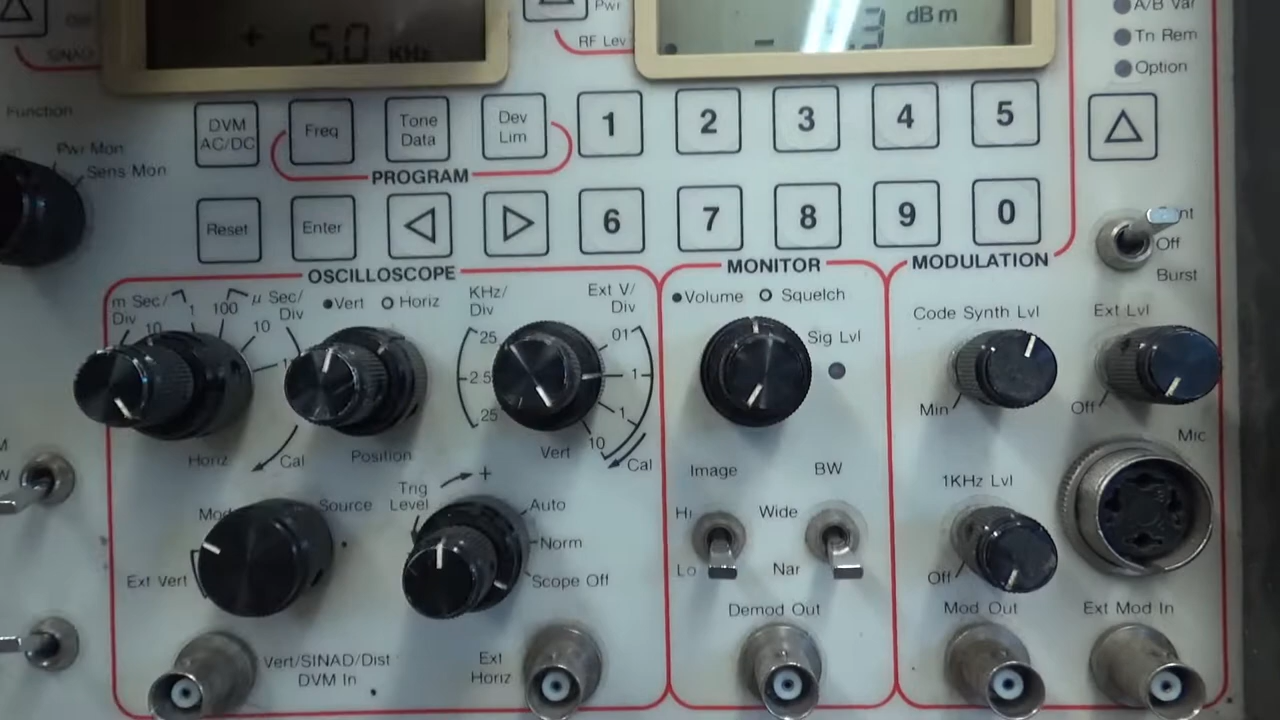 Pwr
A/B Var
dBm
+ 5.0 KHz
Tn Rem
SINAD
RF Lev
Option
Function
DVM
AC/DC
Freq
Tone
Data
Dev
Lim
1
2
3
4
5
Pwr Mon
Sens Mon
PROGRAM
Reset
Enter
6
7
8
9
0
Off
Burst
OSCILLOSCOPE
MONITOR
MODULATION
m Sec/
Div
10
1
100
μ Sec/
Div
10
1
Vert
Horiz
KHz/
Div
Ext V/
Div
25
2.5
25
01
1
1
10
Cal
Volume
Squelch
Sig Lvl
Code Synth Lvl
Ext Lvl
Min
Off
Horiz
Cal
Position
Vert
Mic
Image
BW
Hi
Lo
Wide
Nar
1KHz Lvl
Off
Source
Ext Vert
Trig
Level
+
Auto
Norm
Scope Off
Demod Out
Mod Out
Ext Mod In
Vert/SINAD/Dist
DVM In
Ext
Horiz